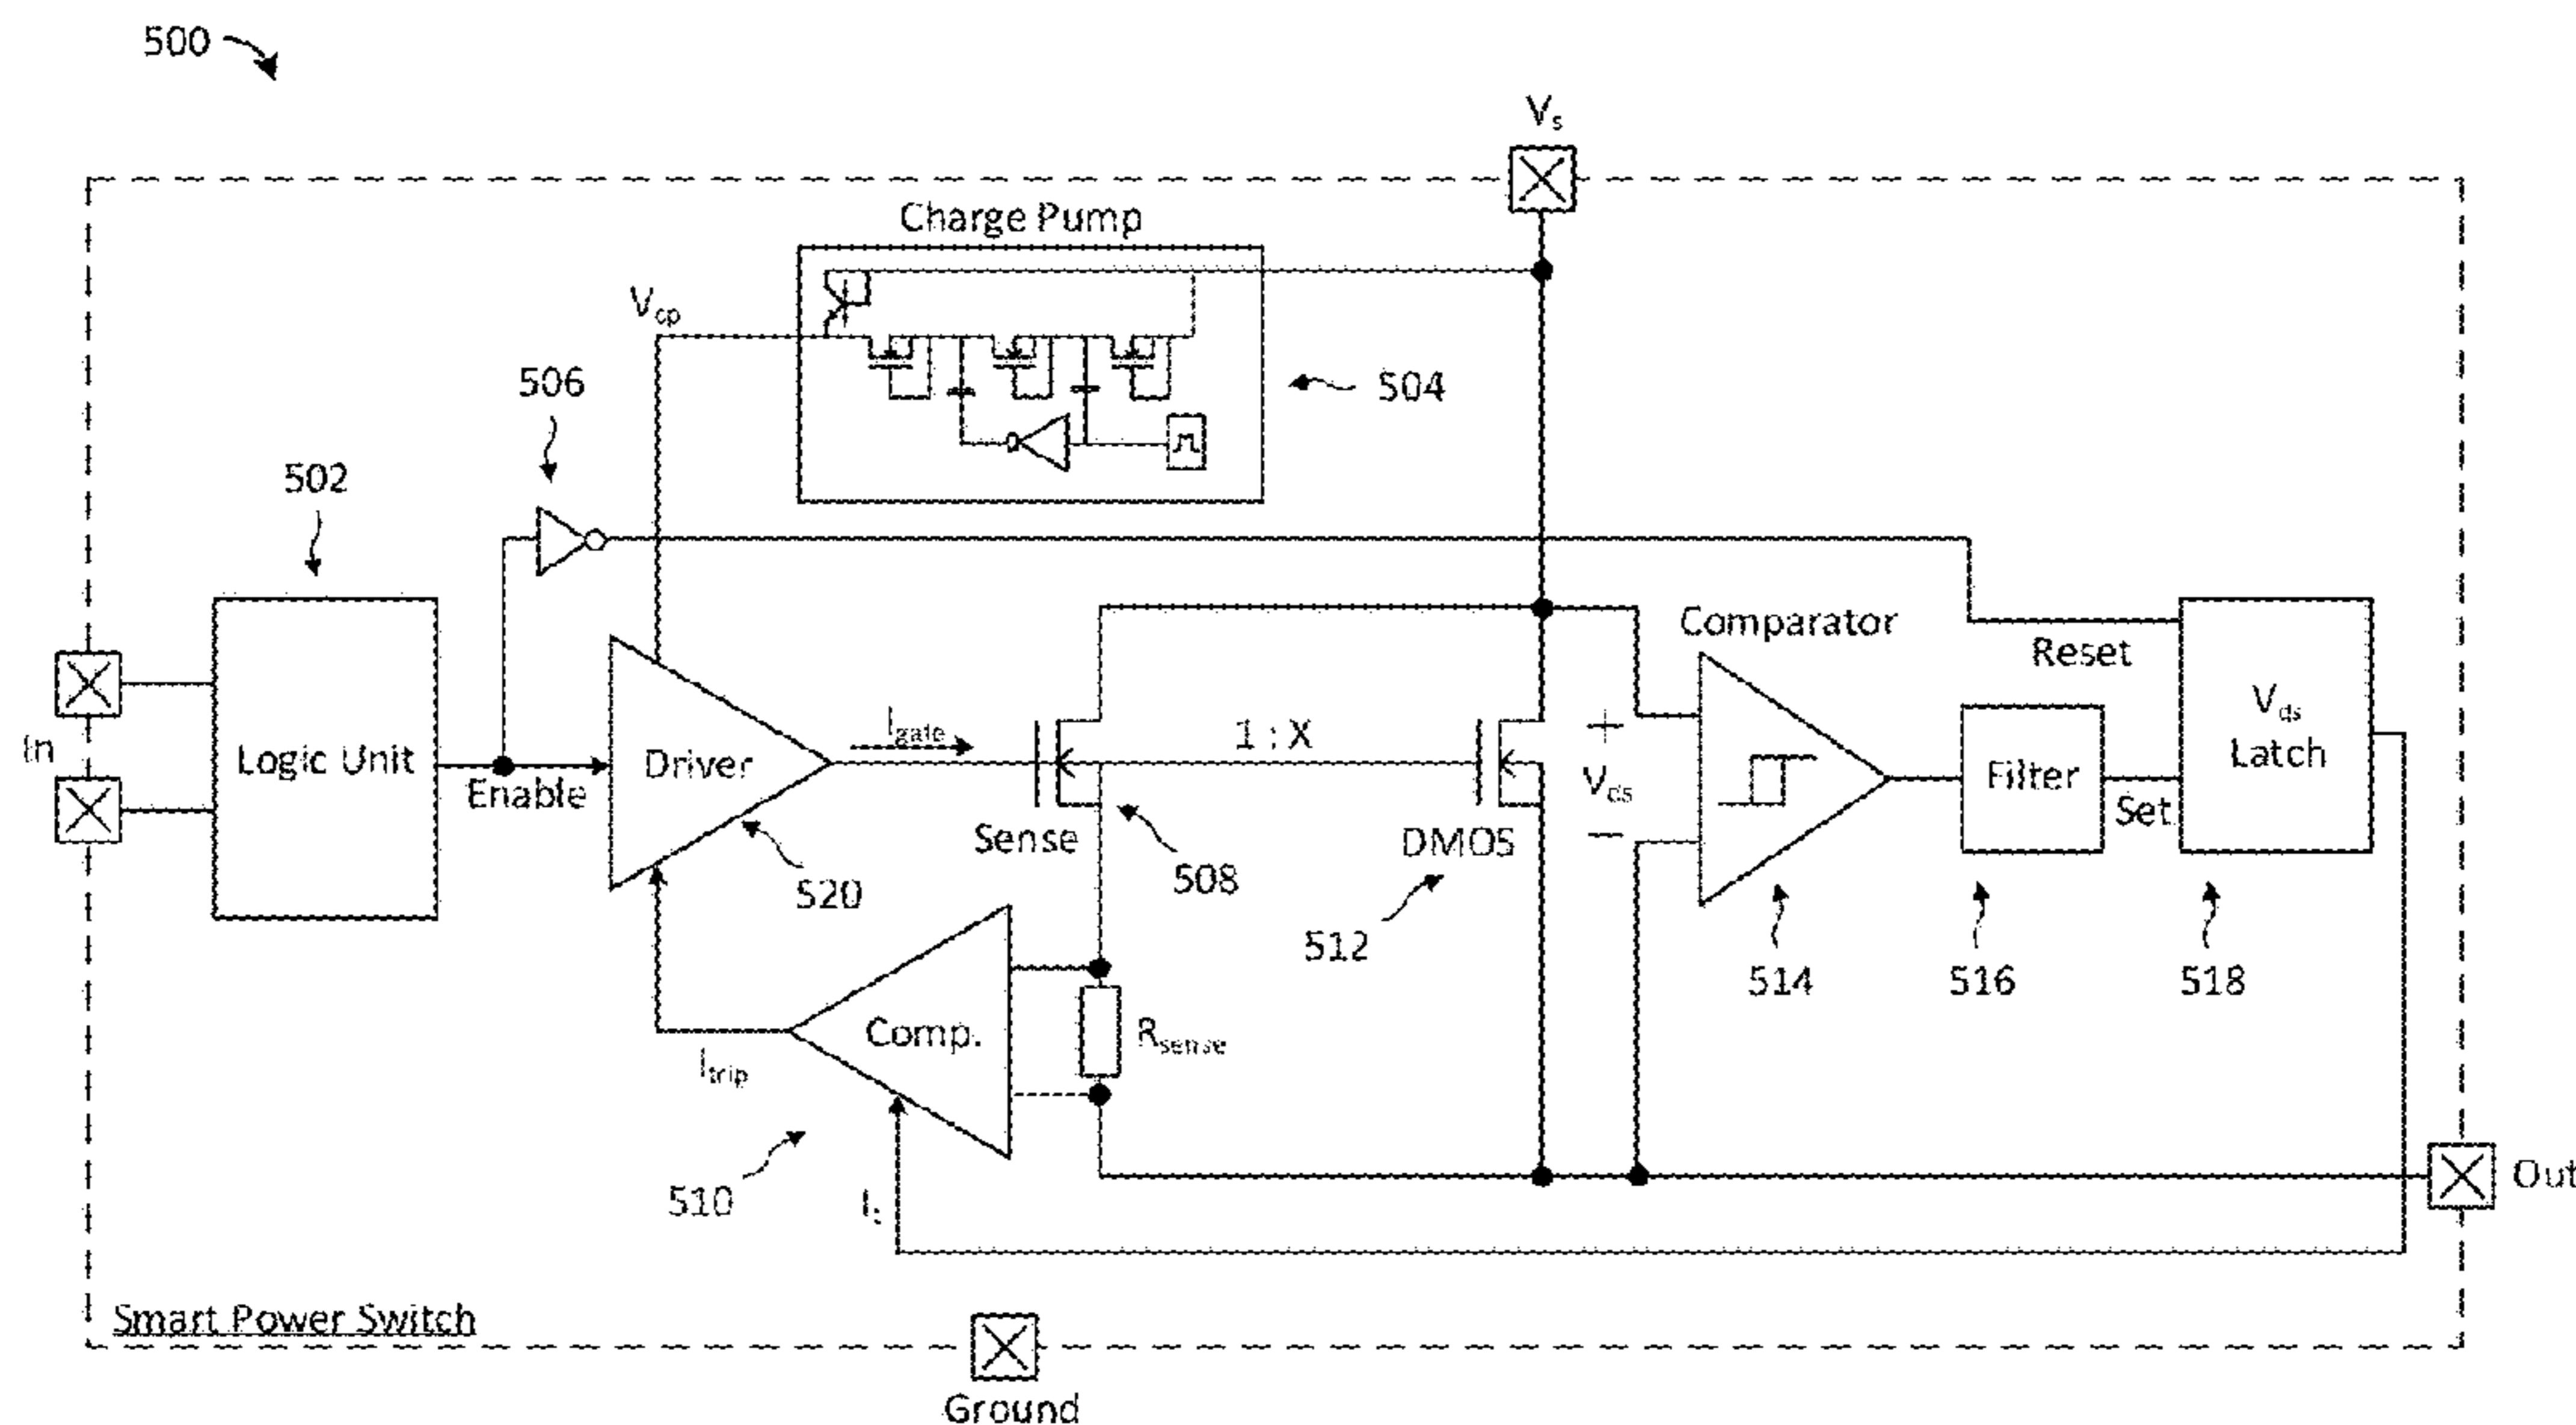 500
Vs
Charge Pump
Vcp
504
506
502
Comparator
Reset
Vds
Latch
In
Logic Unit
Enable
Driver
Igate
1 : X
+
Vds
−
Filter
Set
Sense
508
DMOS
520
512
514
516
518
Comp.
Rsense
Itrip
510
Out
Smart Power Switch
Ground